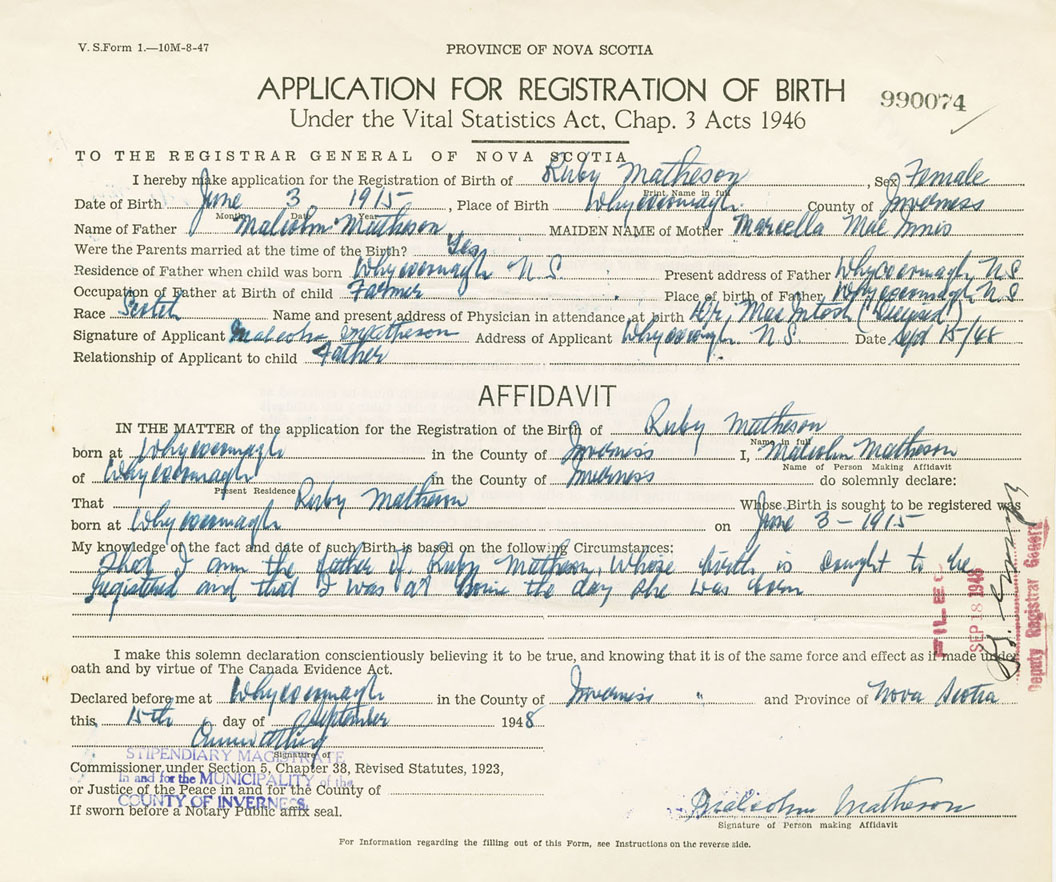 V. S. Form 1.—10M-8-47
PROVINCE OF NOVA SCOTIA
APPLICATION FOR REGISTRATION OF BIRTH
990074
Under the Vital Statistics Act, Chap. 3 Acts 1946
TO THE REGISTRAR GENERAL OF NOVA SCOTIA
I hereby make application for the Registration of Birth of Ruby Matheson, Sex Female
Print Name in full
Date of Birth June 3 1915, Place of Birth Whycocomagh County of Inverness
Month Date Year
Name of Father Malcolm Matheson MAIDEN NAME of Mother Marcella Mac Innis
Were the Parents married at the time of the Birth? Yes
Residence of Father when child was born Whycocomagh N S. Present address of Father Whycocomagh N S
Occupation of Father at Birth of child Farmer Place of birth of Father Whycocomagh N S
Race Scotch Name and present address of Physician in attendance at birth Dr. MacIntosh
Signature of Applicant Malcolm Matheson Address of Applicant Whycocomagh N S. Date Sept 15/48
Relationship of Applicant to child Father
AFFIDAVIT
IN THE MATTER of the application for the Registration of the Birth of Ruby Matheson
Name in full
born at Whycocomagh in the County of Inverness I, Malcolm Matheson
Name of Person Making Affidavit
of Whycocomagh in the County of Inverness do solemnly declare:
Present Residence
That Ruby Matheson Whose Birth is sought to be registered was
born at Whycocomagh on June 3 - 1915
My knowledge of the fact and date of such Birth is based on the following Circumstances:
That I am the father of Ruby Matheson, Whose birth is sought to be
registered and that I was at home the day she was born
FILED
SEP 18 1948
Deputy Registrar General
I make this solemn declaration conscientiously believing it to be true, and knowing that it is of the same force and effect as if made under
oath and by virtue of The Canada Evidence Act.
Declared before me at Whycocomagh in the County of Inverness " and Province of Nova Scotia
this 15th day of September 1948
Signature of
STIPENDIARY MAGISTRATE
Commissioner under Section 5, Chapter 38, Revised Statutes, 1923,
In and for the MUNICIPALITY of the
or Justice of the Peace in and for the County of
COUNTY OF INVERNESS.
If sworn before a Notary Public affix seal.
Malcolm Matheson
Signature of Person making Affidavit
For Information regarding the filling out of this Form, see Instructions on the reverse side.